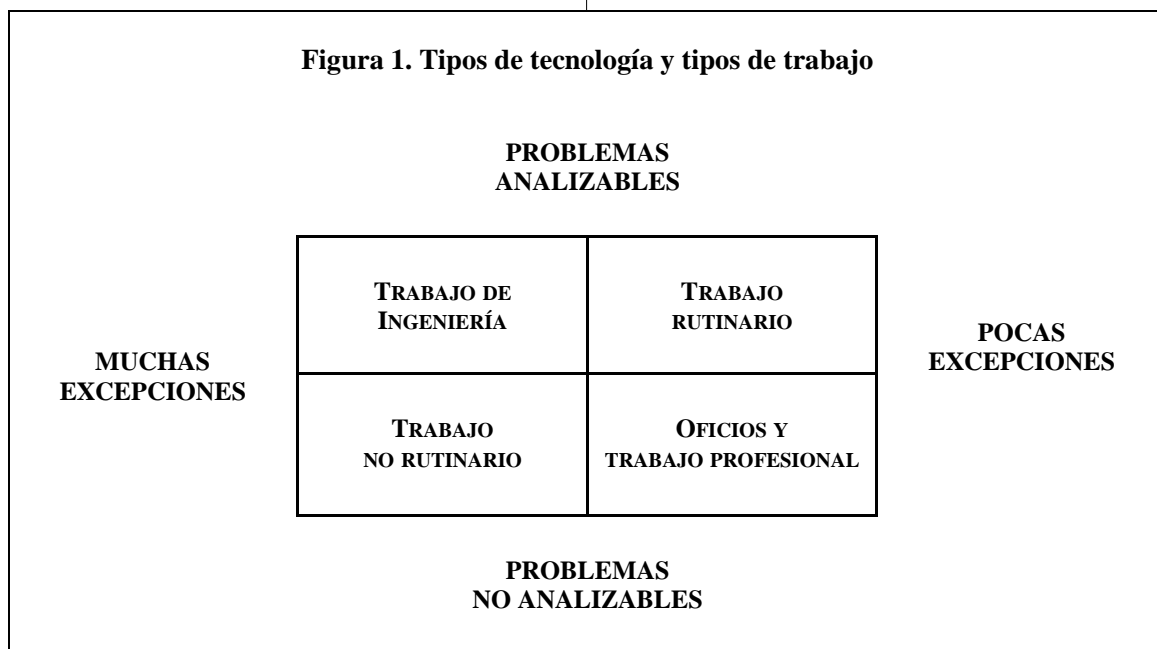 Figura 1. Tipos de tecnología y tipos de trabajo
PROBLEMAS
ANALIZABLES
TRABAJO DE
INGENIERÍA
TRABAJO
RUTINARIO
MUCHAS
EXCEPCIONES
POCAS
EXCEPCIONES
TRABAJO
NO RUTINARIO
OFICIOS Y
TRABAJO PROFESIONAL
PROBLEMAS
NO ANALIZABLES